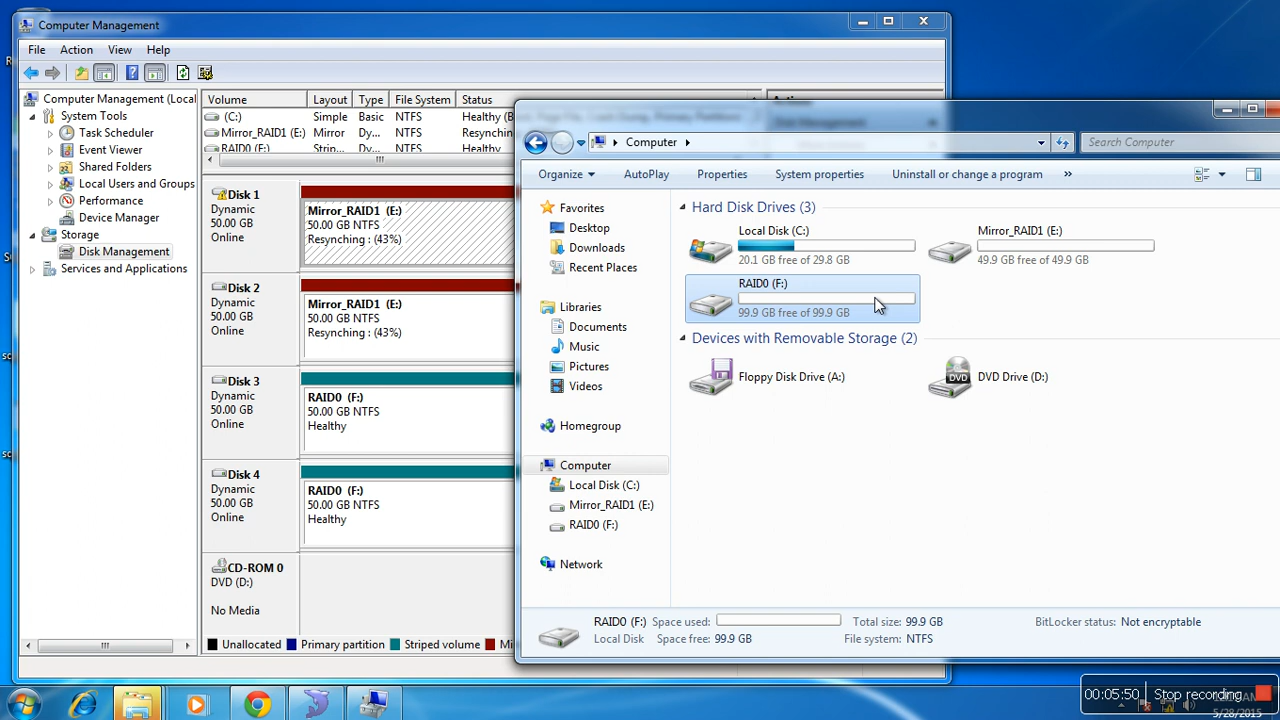 Computer Management
File Action View Help
Computer Management (Local
System Tools
Task Scheduler
Event Viewer
Shared Folders
Local Users and Groups
Performance
Device Manager
Storage
Disk Management
Services and Applications
Volume Layout Type File System Status
(C:) Simple Basic NTFS Healthy (B
Mirror_RAID1 (E:) Mirror Dy... NTFS Resynchin
RAID0 (F:) Strip... Dy... NTFS Healthy
Disk 1
Dynamic
50.00 GB
Online
Mirror_RAID1 (E:)
50.00 GB NTFS
Resynching : (43%)
Disk 2
Dynamic
50.00 GB
Online
Mirror_RAID1 (E:)
50.00 GB NTFS
Resynching : (43%)
Disk 3
Dynamic
50.00 GB
Online
RAID0 (F:)
50.00 GB NTFS
Healthy
Disk 4
Dynamic
50.00 GB
Online
RAID0 (F:)
50.00 GB NTFS
Healthy
CD-ROM 0
DVD (D:)
No Media
Unallocated Primary partition Striped volume Mi
Computer
Search Computer
Organize AutoPlay Properties System properties Uninstall or change a program »
Favorites
Desktop
Downloads
Recent Places
Libraries
Documents
Music
Pictures
Videos
Homegroup
Computer
Local Disk (C:)
Mirror_RAID1 (E:)
RAID0 (F:)
Network
Hard Disk Drives (3)
Local Disk (C:)
20.1 GB free of 29.8 GB
Mirror_RAID1 (E:)
49.9 GB free of 49.9 GB
RAID0 (F:)
99.9 GB free of 99.9 GB
Devices with Removable Storage (2)
Floppy Disk Drive (A:)
DVD
DVD Drive (D:)
RAID0 (F:) Space used: Total size: 99.9 GB BitLocker status: Not encryptable
Local Disk Space free: 99.9 GB File system: NTFS
00:05:50 Stop recording
5/28/2015